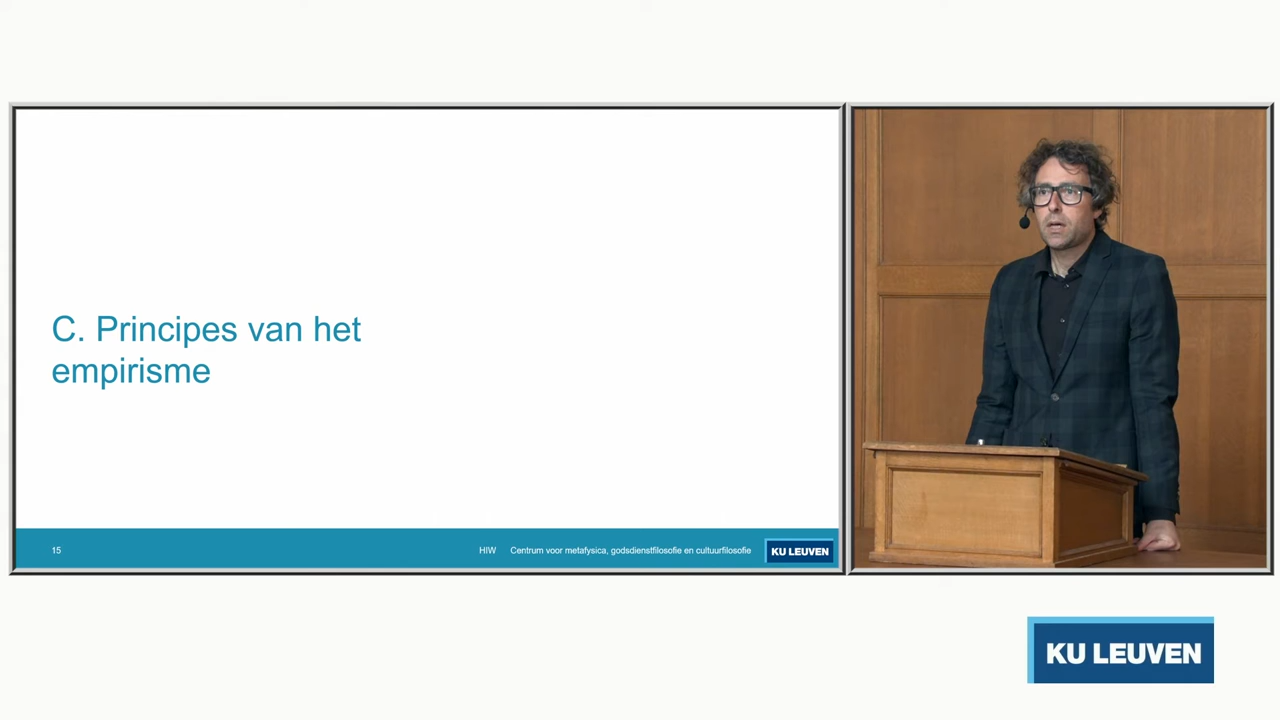 C. Principes van het
empirisme
15
HIW Centrum voor metafysica, godsdienstfilosofie en cultuurfilosofie
KU LEUVEN
KU LEUVEN